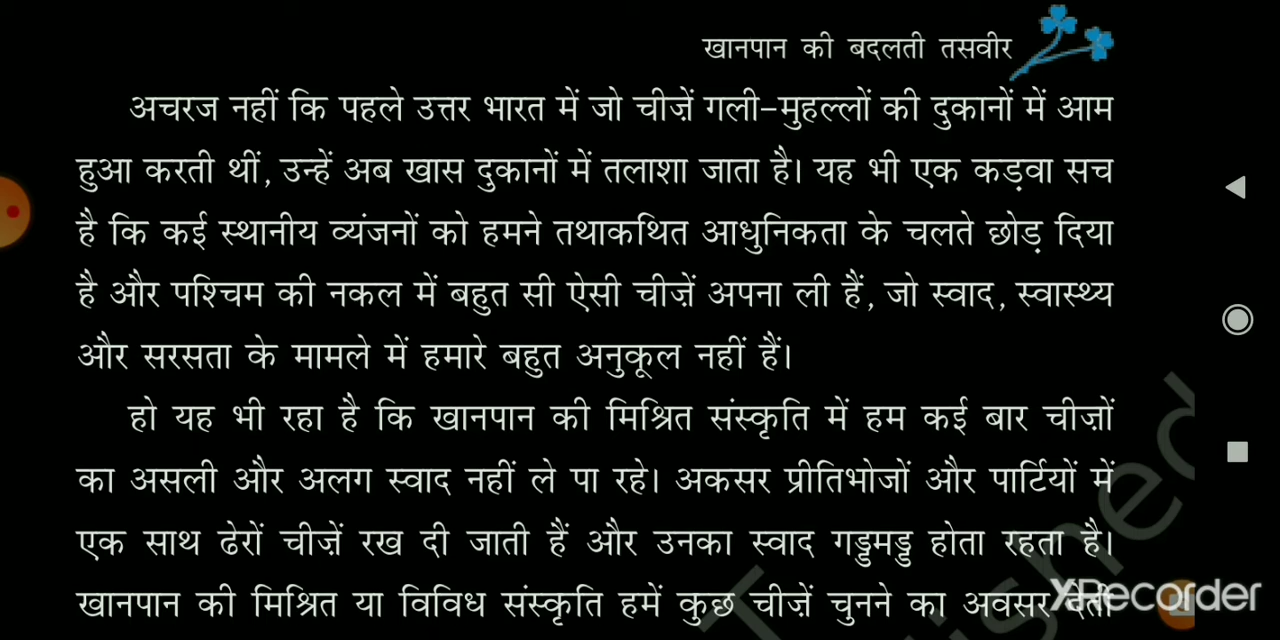 खानपान की बदलती तसवीर
अचरज नहीं कि पहले उत्तर भारत में जो चीज़ें गली-मुहल्लों की दुकानों में आम
हुआ करती थीं, उन्हें अब खास दुकानों में तलाशा जाता है। यह भी एक कड़वा सच
है कि कई स्थानीय व्यंजनों को हमने तथाकथित आधुनिकता के चलते छोड़ दिया
है और पश्चिम की नकल में बहुत सी ऐसी चीज़ें अपना ली हैं, जो स्वाद, स्वास्थ्य
और सरसता के मामले में हमारे बहुत अनुकूल नहीं हैं।
हो यह भी रहा है कि खानपान की मिश्रित संस्कृति में हम कई बार चीज़ों
का असली और अलग स्वाद नहीं ले पा रहे। अकसर प्रीतिभोजों और पार्टियों में
एक साथ ढेरों चीज़ें रख दी जाती हैं और उनका स्वाद गड्डमड्ड होता रहता है।
खानपान की मिश्रित या विविध संस्कृति हमें कुछ चीज़ें चुनने का अवसर देती
XRecorder